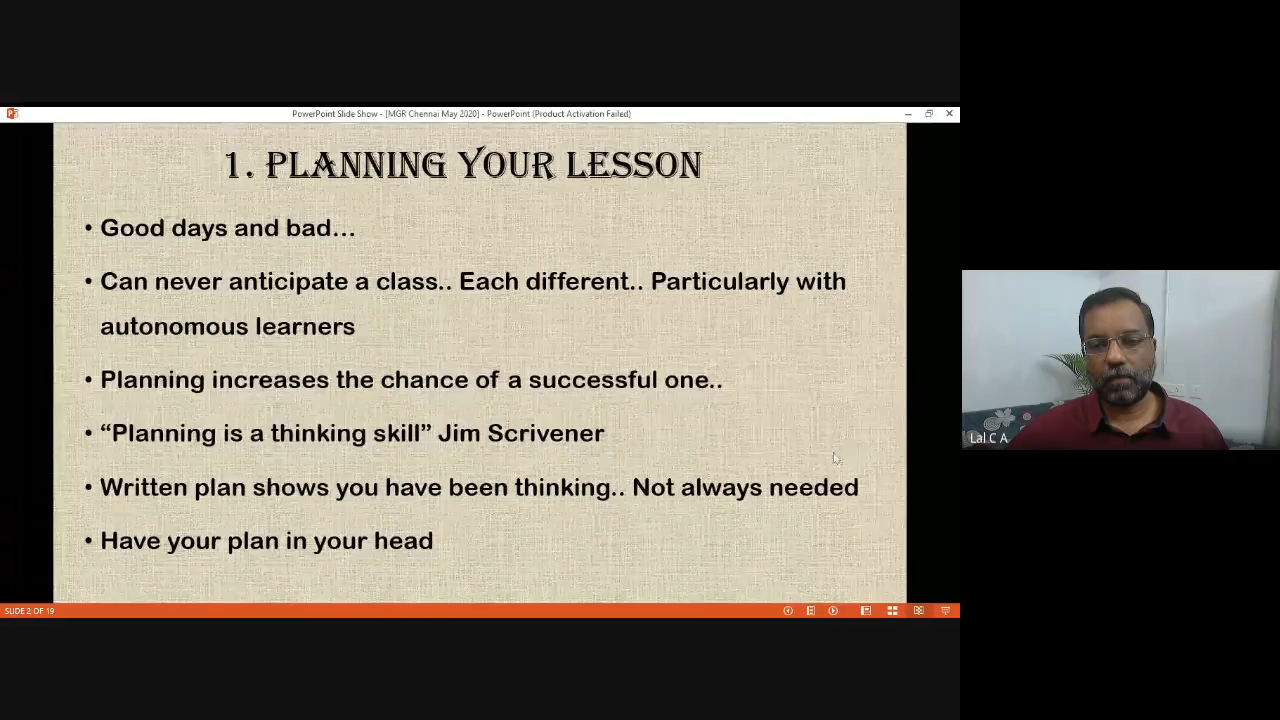 PowerPoint Slide Show - [MGR Chennai May 2020] - PowerPoint (Product Activation Failed)
1. PLANNING YOUR LESSON
• Good days and bad…
• Can never anticipate a class.. Each different.. Particularly with
autonomous learners
• Planning increases the chance of a successful one..
• “Planning is a thinking skill” Jim Scrivener
• Written plan shows you have been thinking.. Not always needed
• Have your plan in your head
SLIDE 2 OF 19
Lal C A